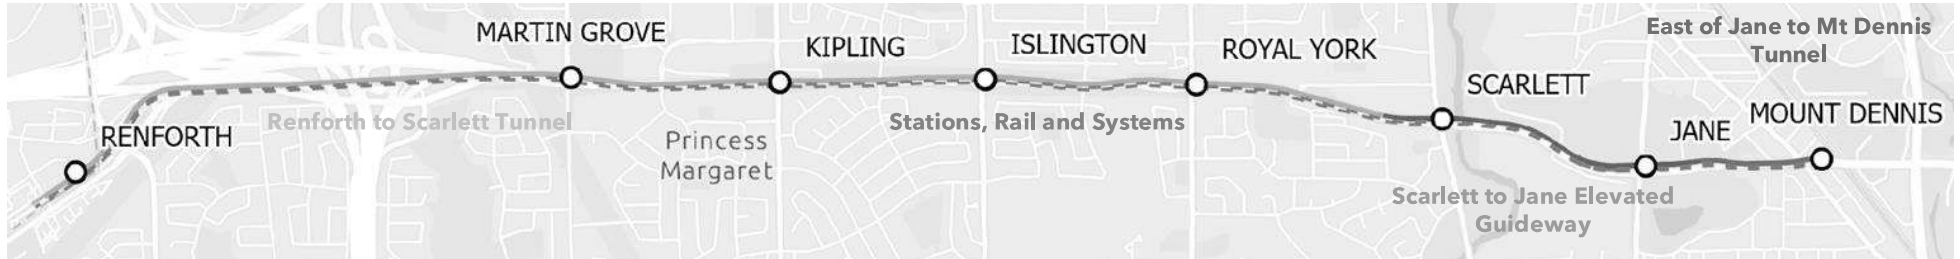 MARTIN GROVE
KIPLING
ISLINGTON
ROYAL YORK
East of Jane to Mt Dennis
Tunnel
SCARLETT
MOUNT DENNIS
JANE
RENFORTH
Renforth to Scarlett Tunnel
Stations, Rail and Systems
Princess
Margaret
Scarlett to Jane Elevated
Guideway